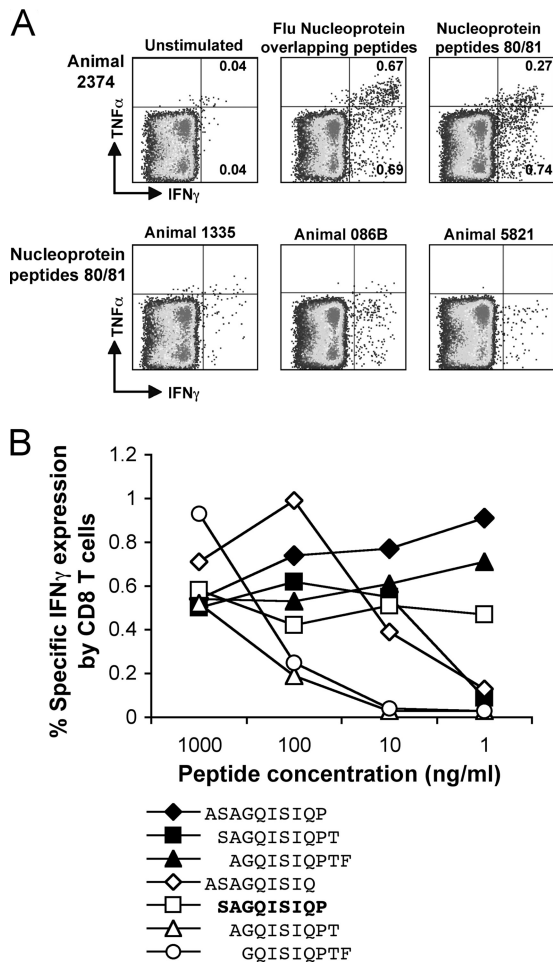 A
Animal 2374
Unstimulated
Flu Nucleoprotein overlapping peptides
Nucleoprotein peptides 80/81
0.04
0.67
0.27
TNFα
0.04
0.69
0.74
IFNγ
Nucleoprotein peptides 80/81
Animal 1335
Animal 086B
Animal 5821
TNFα
IFNγ
B
% Specific IFNγ expression by CD8 T cells
1.2
1
0.8
0.6
0.4
0.2
0
1000 100 10 1
Peptide concentration (ng/ml)
ASAGQISIQP
SAGQISIQPT
AGQISIQPTF
ASAGQISIQ
SAGQISIQP
AGQISIQPT
GQISIQPTF